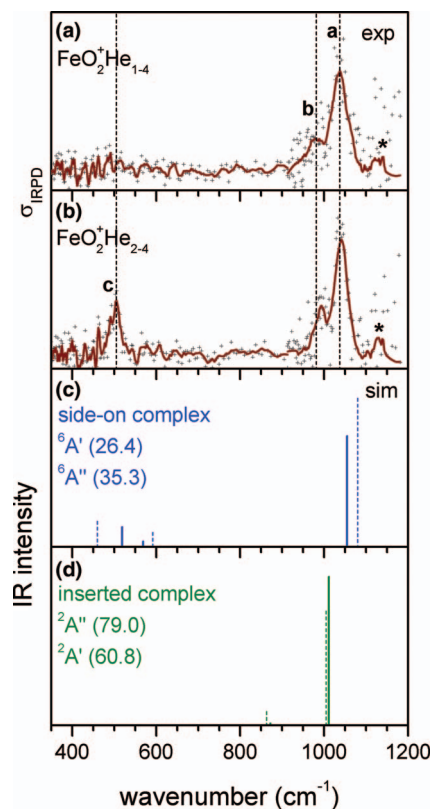 (a)
a
exp
FeO₂⁺He₁₋₄
b
*
σIRPD
(b)
FeO₂⁺He₂₋₄
c
*
(c)
sim
side-on complex
⁶A' (26.4)
⁶A'' (35.3)
IR intensity
(d)
inserted complex
²A'' (79.0)
²A' (60.8)
400 600 800 1000 1200
wavenumber (cm⁻¹)